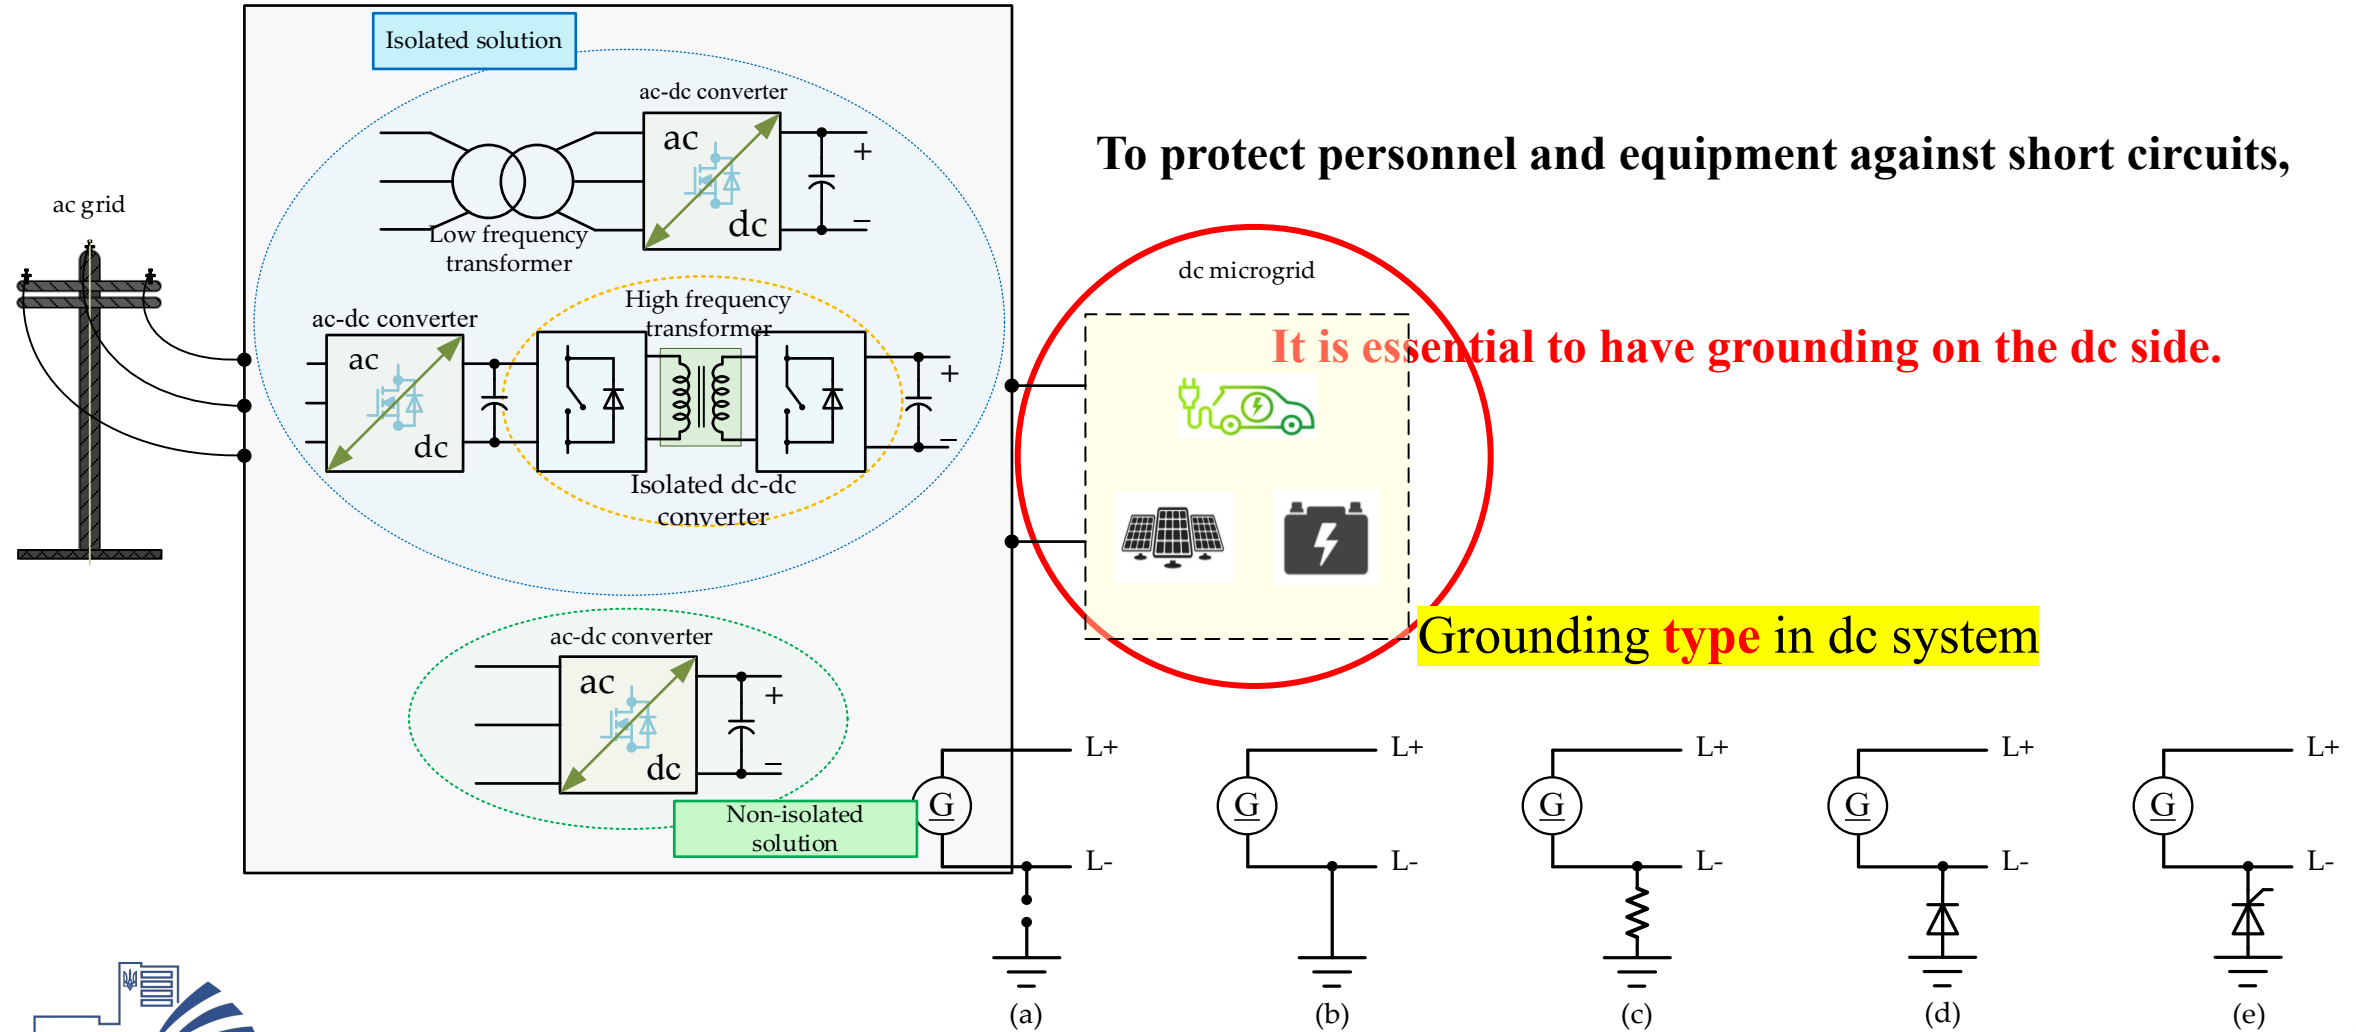 Isolated solution
ac-dc converter
ac
dc
+
−
Low frequency
transformer
ac grid
To protect personnel and equipment against short circuits,
dc microgrid
It is essential to have grounding on the dc side.
High frequency
transformer
ac-dc converter
ac
dc
+
−
Isolated dc-dc
converter
ac-dc converter
ac
dc
+
−
Non-isolated
solution
Grounding type in dc system
L+
G
L-
(a)
L+
G
L-
(b)
L+
G
L-
(c)
L+
G
L-
(d)
L+
G
L-
(e)